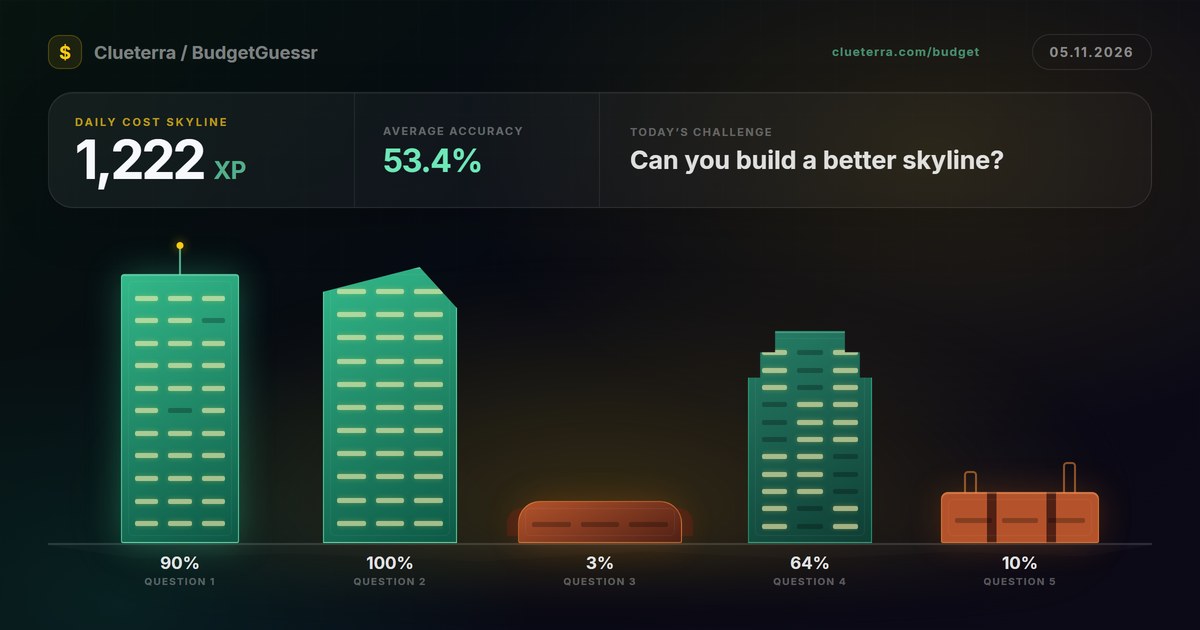 $ Clueterra / BudgetGuessr
clueterra.com/budget
05.11.2026
DAILY COST SKYLINE
1,222 XP
AVERAGE ACCURACY
53.4%
TODAY'S CHALLENGE
Can you build a better skyline?
90%
QUESTION 1
100%
QUESTION 2
3%
QUESTION 3
64%
QUESTION 4
10%
QUESTION 5